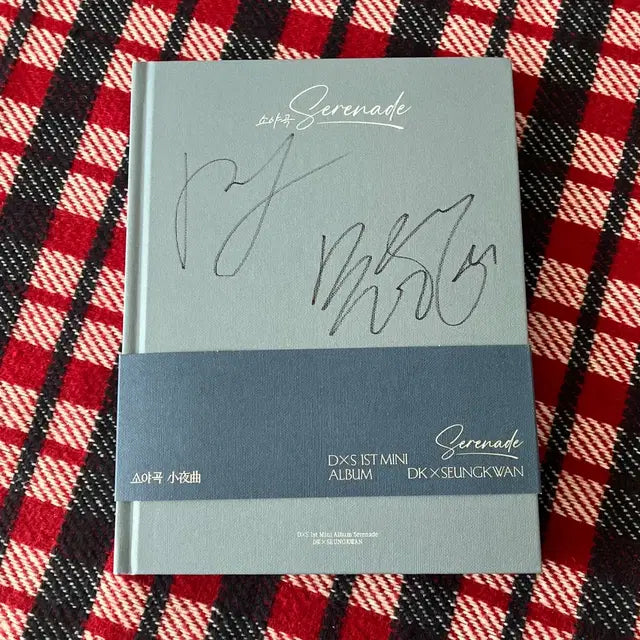 소야곡 Serenade
Serenade
소야곡 小夜曲
D×S 1ST MINI
ALBUM DK×SEUNGKWAN
D×S 1st Mini Album Serenade
DK×SEUNGKWAN